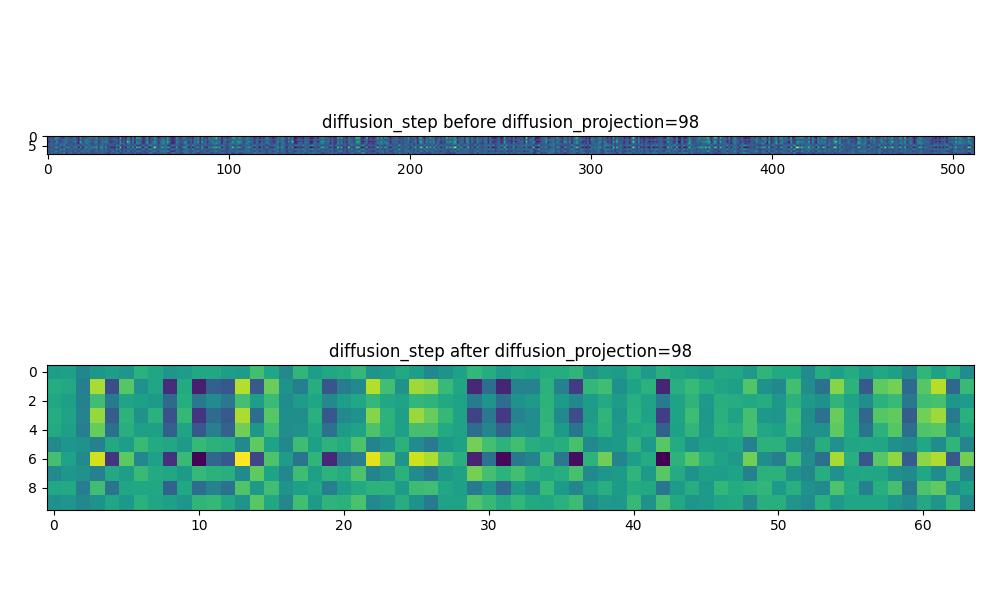 diffusion_step before diffusion_projection=98
0
5
0 100 200 300 400 500
diffusion_step after diffusion_projection=98
0
2
4
6
8
0 10 20 30 40 50 60